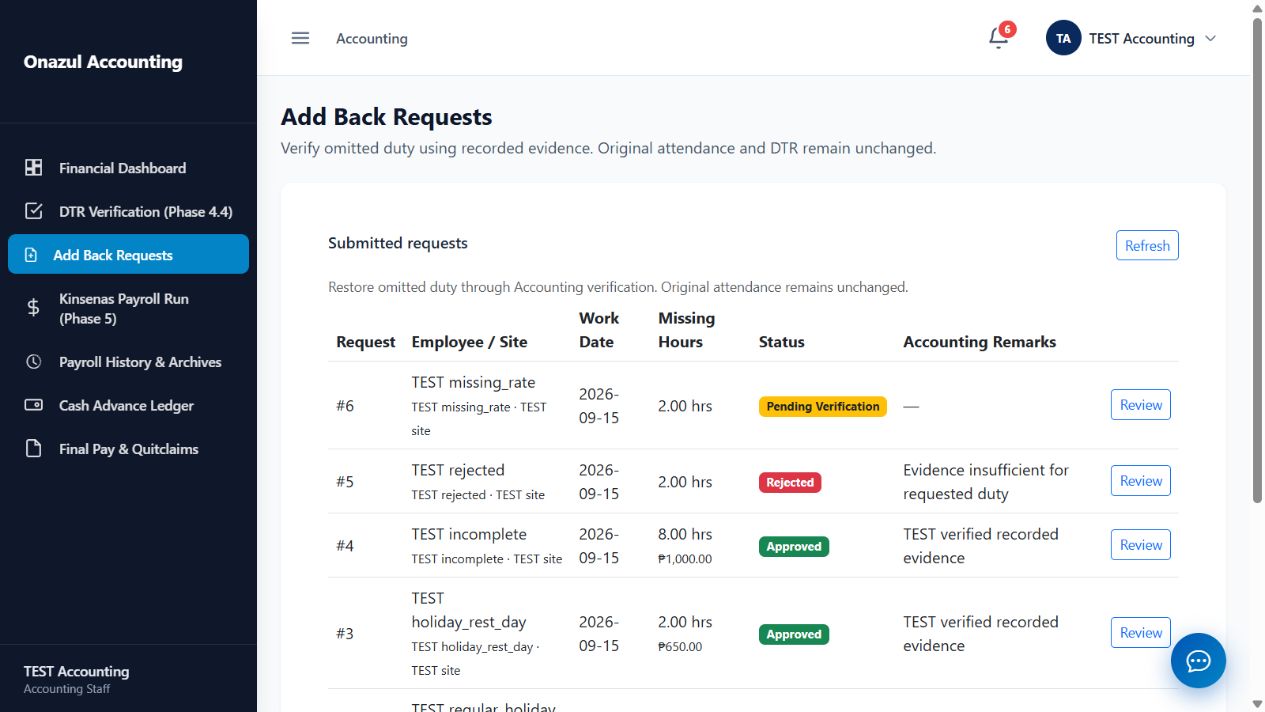 Onazul Accounting
Accounting
6
TA
TEST Accounting
Financial Dashboard
DTR Verification (Phase 4.4)
Add Back Requests
Kinsenas Payroll Run
(Phase 5)
Payroll History & Archives
Cash Advance Ledger
Final Pay & Quitclaims
TEST Accounting
Accounting Staff
Add Back Requests
Verify omitted duty using recorded evidence. Original attendance and DTR remain unchanged.
Submitted requests
Refresh
Restore omitted duty through Accounting verification. Original attendance remains unchanged.
Request Employee / Site Work Date Missing Hours Status Accounting Remarks
#6
TEST missing_rate
TEST missing_rate · TEST
site
2026-
09-15
2.00 hrs
Pending Verification
—
Review
#5
TEST rejected
TEST rejected · TEST site
2026-
09-15
2.00 hrs
Rejected
Evidence insufficient for
requested duty
Review
#4
TEST incomplete
TEST incomplete · TEST site
2026-
09-15
8.00 hrs
₱1,000.00
Approved
TEST verified recorded
evidence
Review
#3
TEST
holiday_rest_day
TEST holiday_rest_day ·
TEST site
2026-
09-15
2.00 hrs
₱650.00
Approved
TEST verified recorded
evidence
Review
TEST regular_holiday